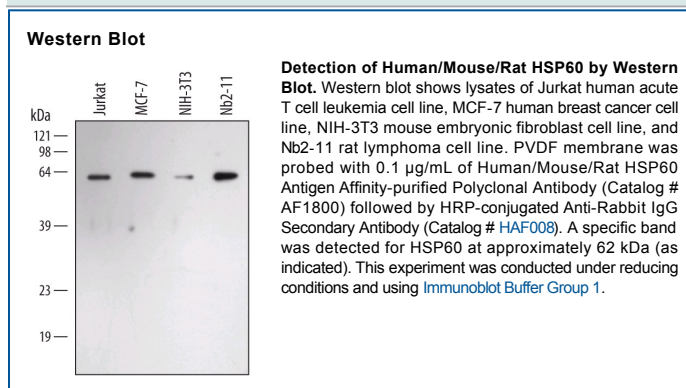 Western Blot
Jurkat
MCF-7
NIH-3T3
Nb2-11
kDa
121
98
64
39
23
19
Detection of Human/Mouse/Rat HSP60 by Western
Blot. Western blot shows lysates of Jurkat human acute
T cell leukemia cell line, MCF-7 human breast cancer cell
line, NIH-3T3 mouse embryonic fibroblast cell line, and
Nb2-11 rat lymphoma cell line. PVDF membrane was
probed with 0.1 µg/mL of Human/Mouse/Rat HSP60
Antigen Affinity-purified Polyclonal Antibody (Catalog #
AF1800) followed by HRP-conjugated Anti-Rabbit IgG
Secondary Antibody (Catalog # HAF008). A specific band
was detected for HSP60 at approximately 62 kDa (as
indicated). This experiment was conducted under reducing
conditions and using Immunoblot Buffer Group 1.